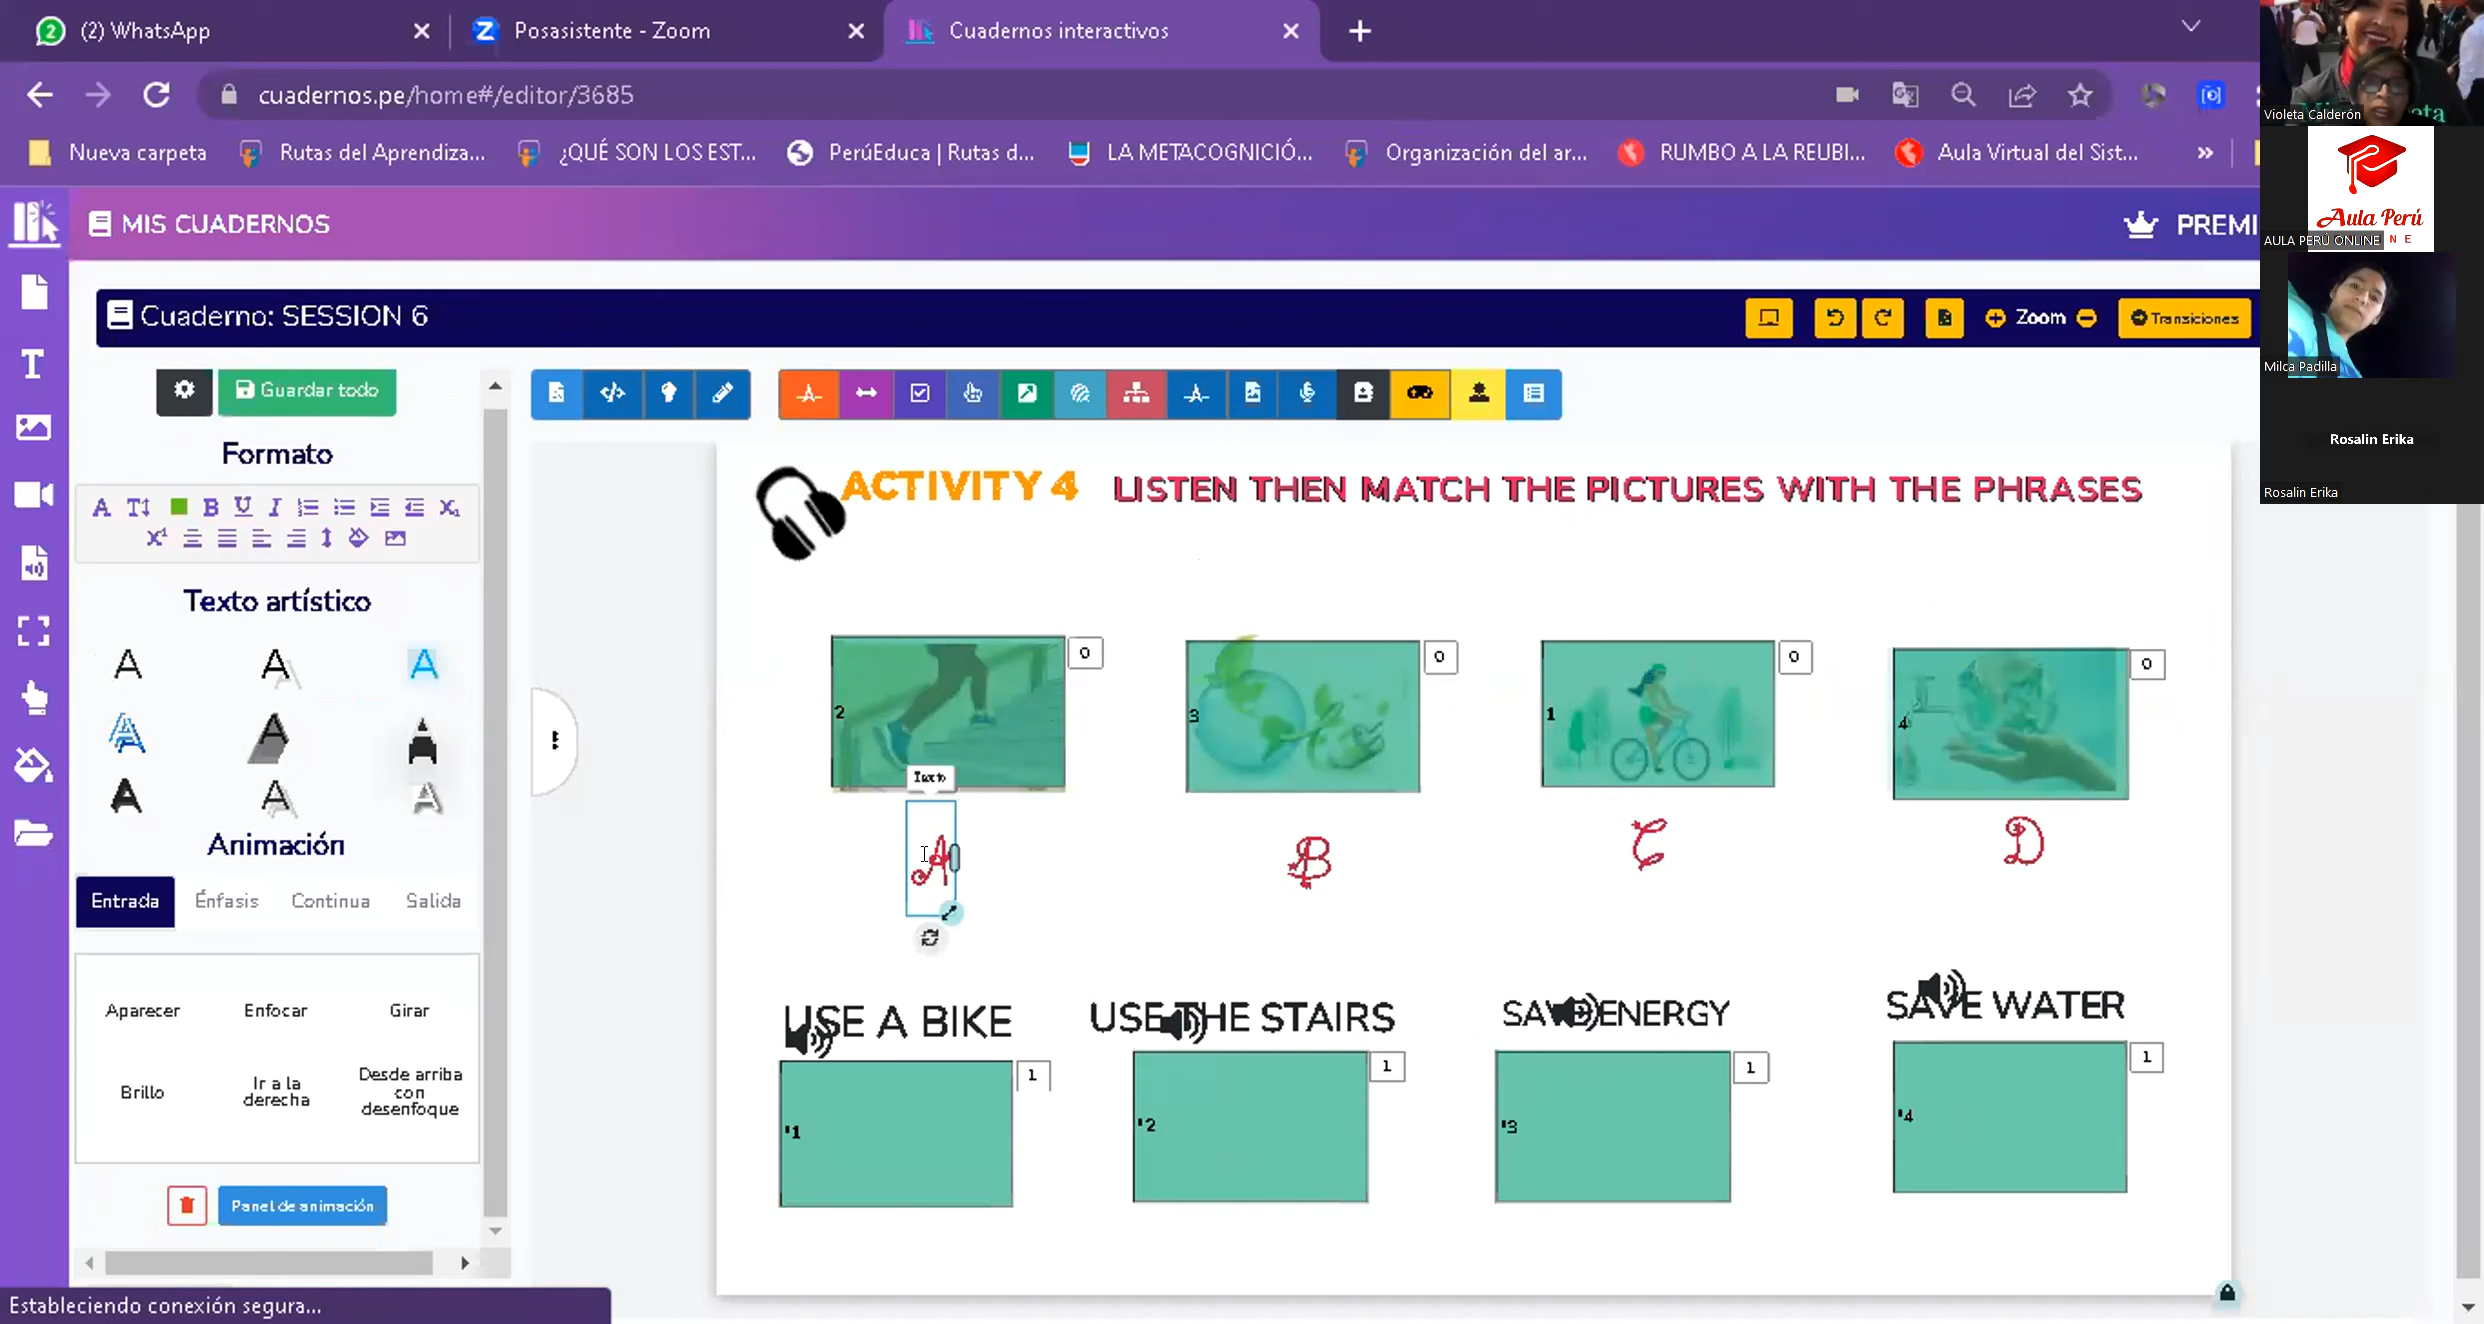 (2) WhatsApp
Posasistente - Zoom
Cuadernos interactivos
cuadernos.pe/home#/editor/3685
Nueva carpeta
Rutas del Aprendiza...
¿QUÉ SON LOS EST...
PerúEduca | Rutas d...
LA METACOGNICIÓ...
Organización del ar...
RUMBO A LA REUBI...
Aula Virtual del Sist...
»
MIS CUADERNOS
PREMI
Cuaderno: SESSION 6
Zoom
Transiciones
Guardar todo
Formato
Texto artístico
Animación
Entrada
Énfasis
Continua
Salida
Aparecer
Enfocar
Girar
Brillo
Ir a la derecha
Desde arriba con desenfoque
Panel de animación
Estableciendo conexión segura...
ACTIVITY 4 LISTEN THEN MATCH THE PICTURES WITH THE PHRASES
2
0
3
0
1
0
4
0
Texto
A
B
C
D
USE A BIKE
USE THE STAIRS
SAVE ENERGY
SAVE WATER
'1
1
'2
1
'3
1
'4
1
Violeta Calderón
Aula Perú
N E
AULA PERÚ ONLINE
Milca Padilla
Rosalin Erika
Rosalin Erika